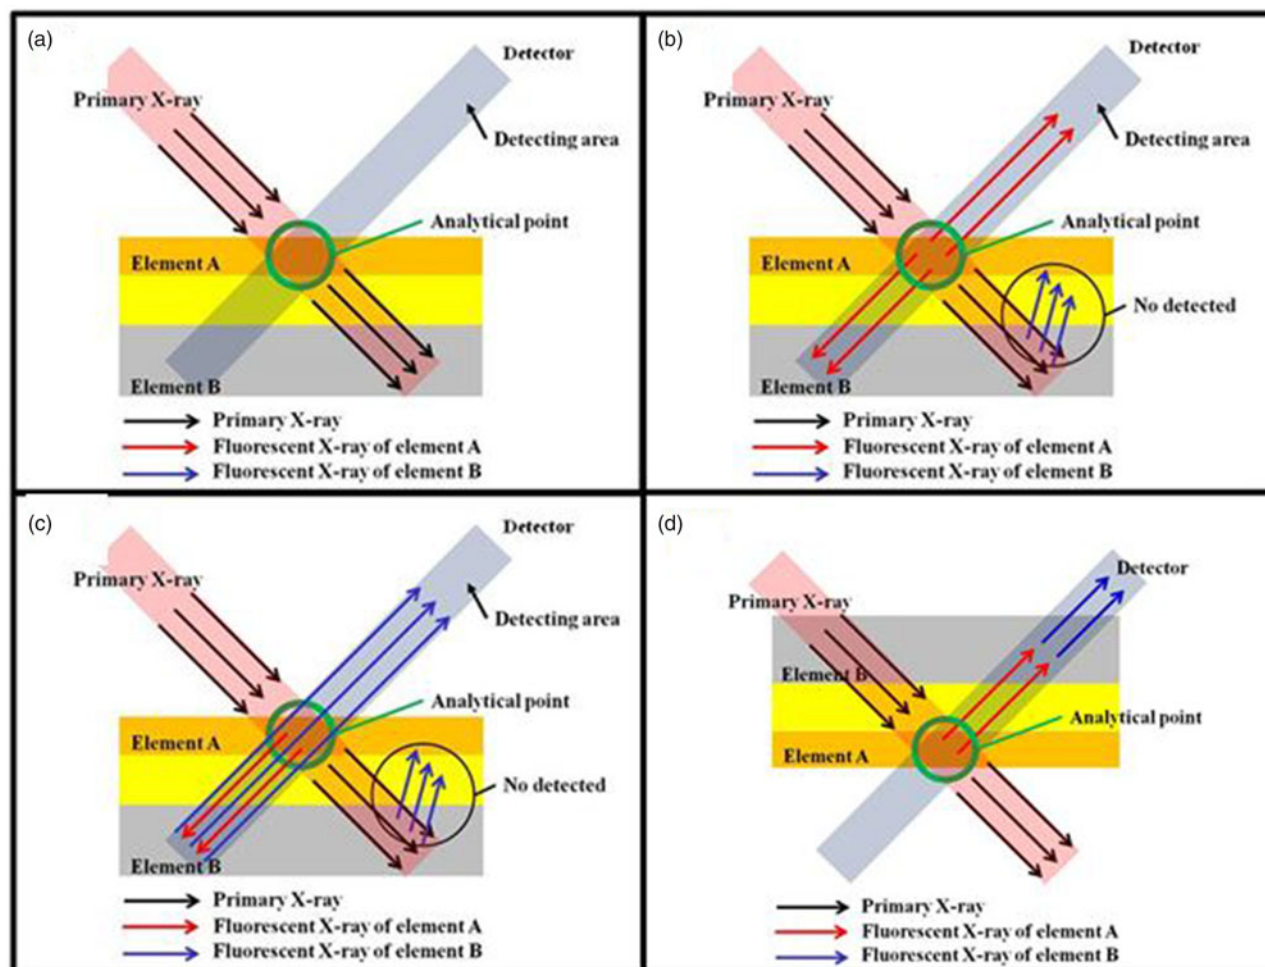 (a)
Detector
Primary X-ray
Detecting area
Analytical point
Element A
Element B
Primary X-ray
Fluorescent X-ray of element A
Fluorescent X-ray of element B
(b)
Detector
Primary X-ray
Detecting area
Analytical point
Element A
No detected
Element B
Primary X-ray
Fluorescent X-ray of element A
Fluorescent X-ray of element B
(c)
Detector
Primary X-ray
Detecting area
Analytical point
Element A
No detected
Element B
Primary X-ray
Fluorescent X-ray of element A
Fluorescent X-ray of element B
(d)
Detector
Primary X-ray
Element B
Analytical point
Element A
Primary X-ray
Fluorescent X-ray of element A
Fluorescent X-ray of element B